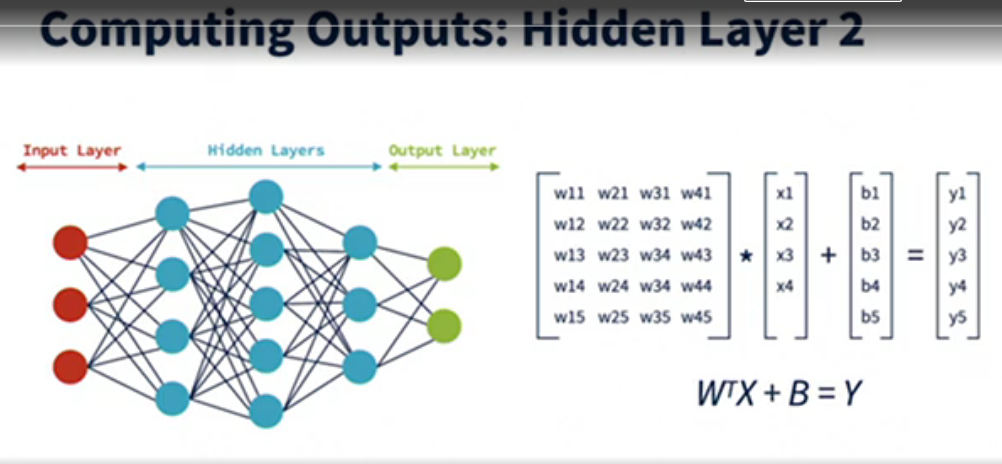 Computing Outputs: Hidden Layer 2
Input Layer Hidden Layers Output Layer
w11 w21 w31 w41 x1 b1 y1
w12 w22 w32 w42 x2 b2 y2
w13 w23 w34 w43 * x3 + b3 = y3
w14 w24 w34 w44 x4 b4 y4
w15 w25 w35 w45 b5 y5
WᵀX + B = Y